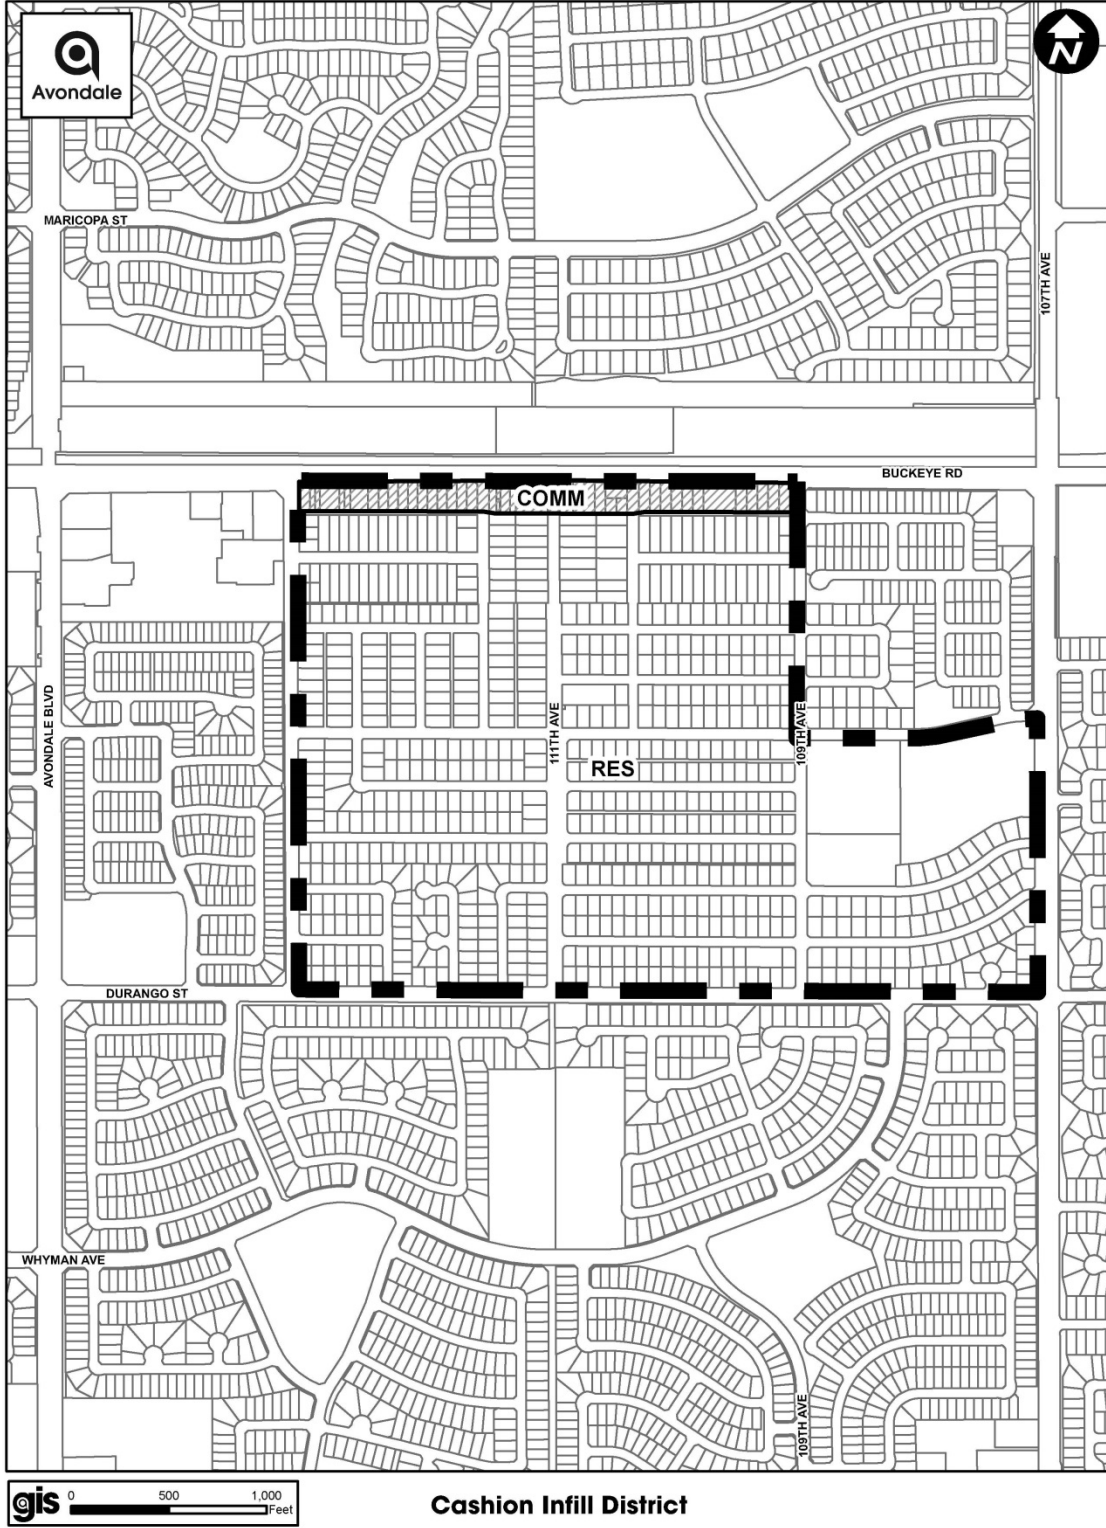 Avondale
N
MARICOPA ST
107TH AVE
BUCKEYE RD
COMM
AVONDALE BLVD
111TH AVE
109TH AVE
RES
DURANGO ST
WHYMAN AVE
109TH AVE
gis
0 500 1,000
Feet
Cashion Infill District